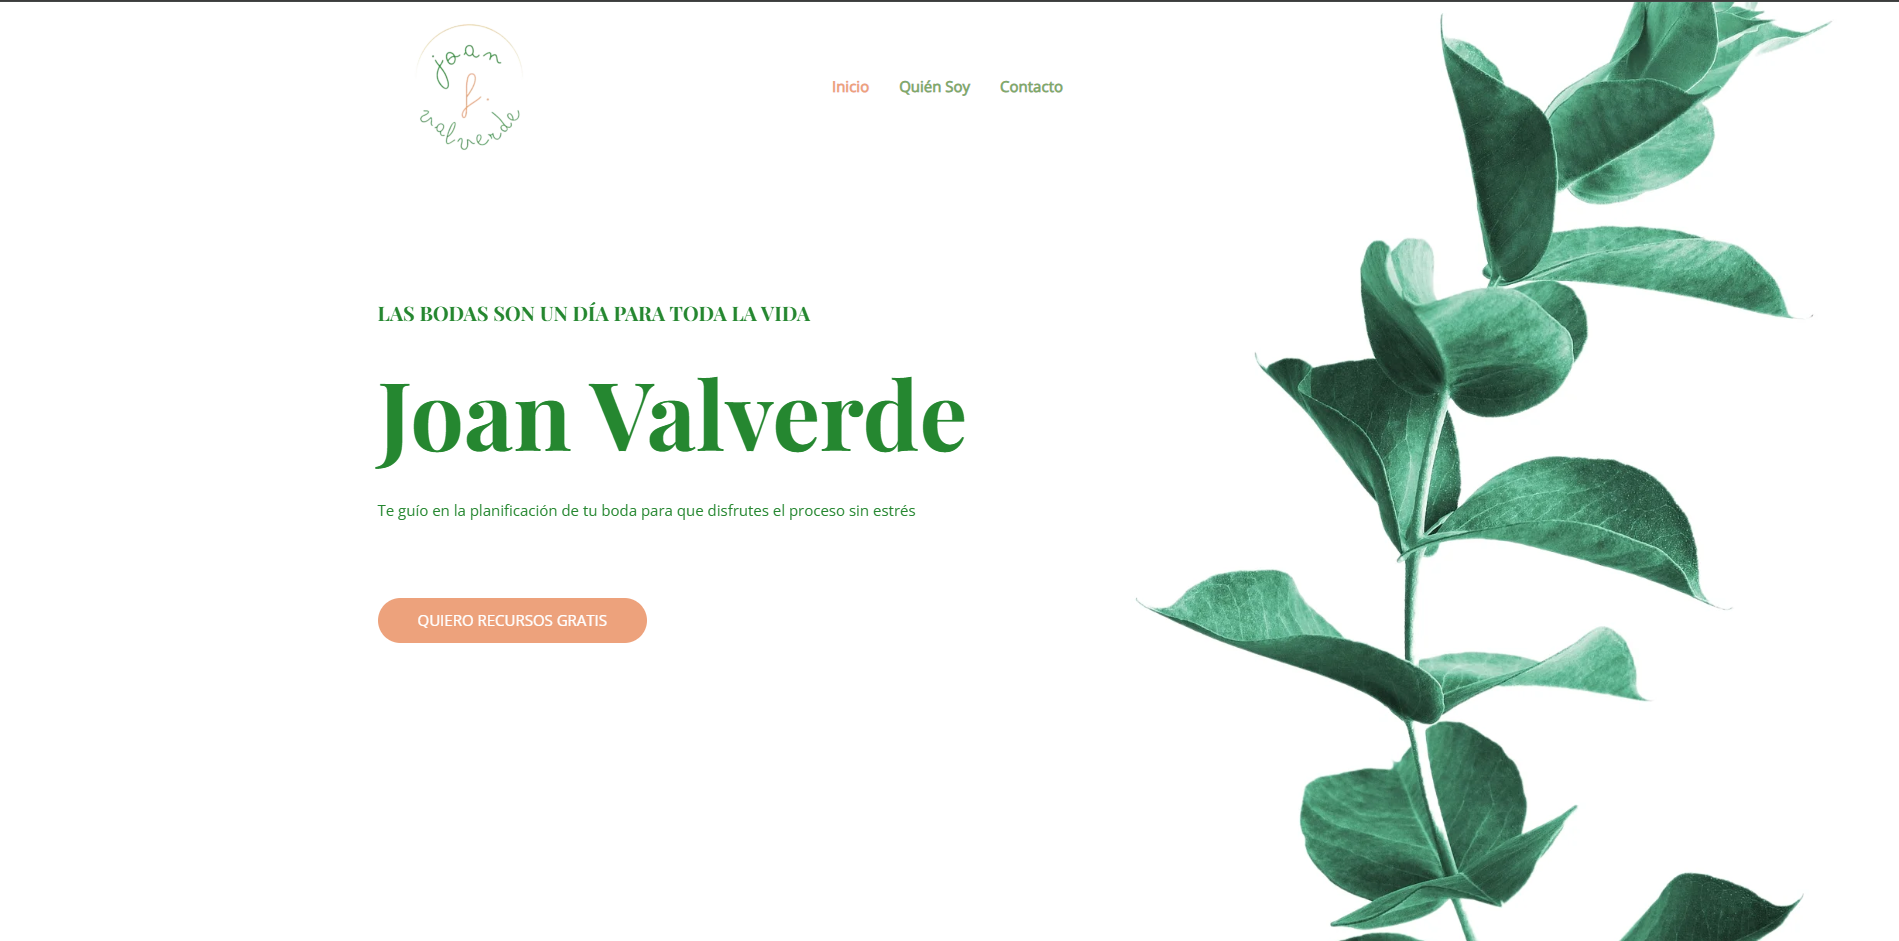 joan
f.
valverde
Inicio Quién Soy Contacto
LAS BODAS SON UN DÍA PARA TODA LA VIDA
Joan Valverde
Te guío en la planificación de tu boda para que disfrutes el proceso sin estrés
QUIERO RECURSOS GRATIS